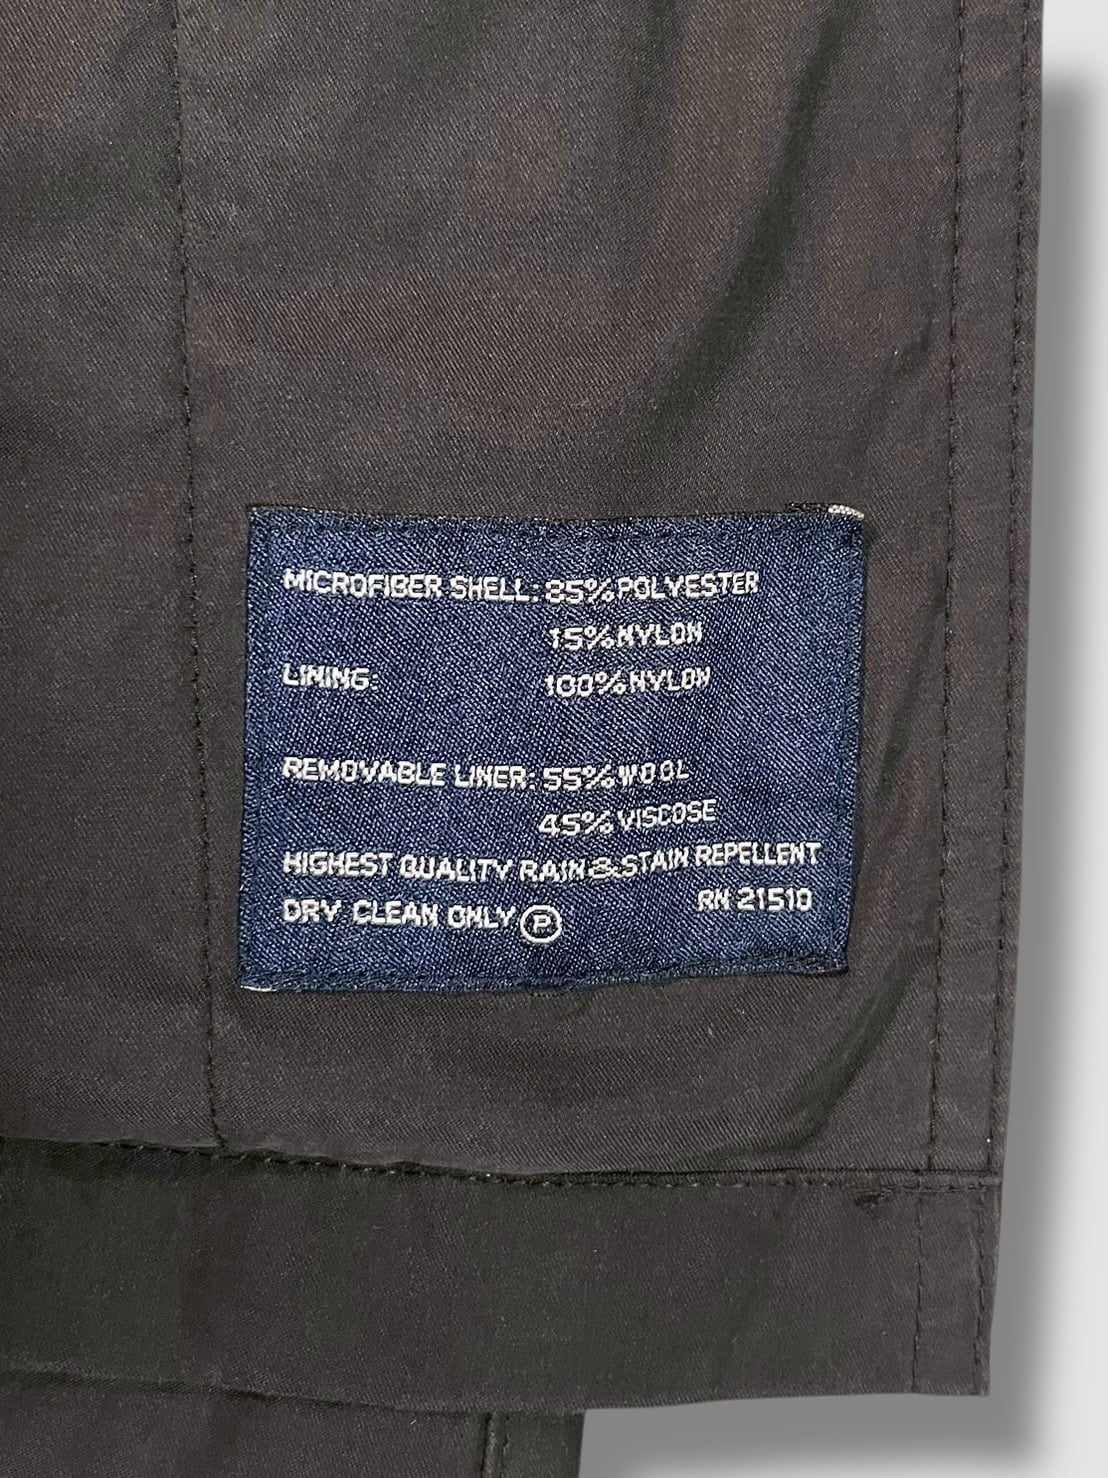 MICROFIBER SHELL: 85% POLYESTER
15% NYLON
LINING: 100% NYLON
REMOVABLE LINER: 55% WOOL
45% VISCOSE
HIGHEST QUALITY RAIN & STAIN REPELLENT
DRY CLEAN ONLY Ⓟ RN 21510